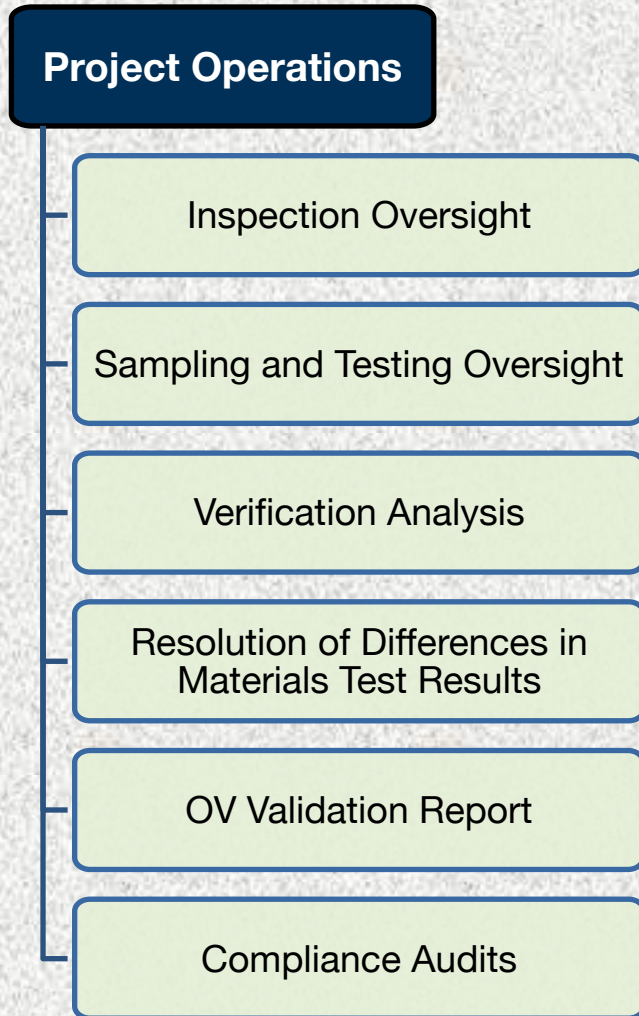 Project Operations
Inspection Oversight
Sampling and Testing Oversight
Verification Analysis
Resolution of Differences in
Materials Test Results
OV Validation Report
Compliance Audits